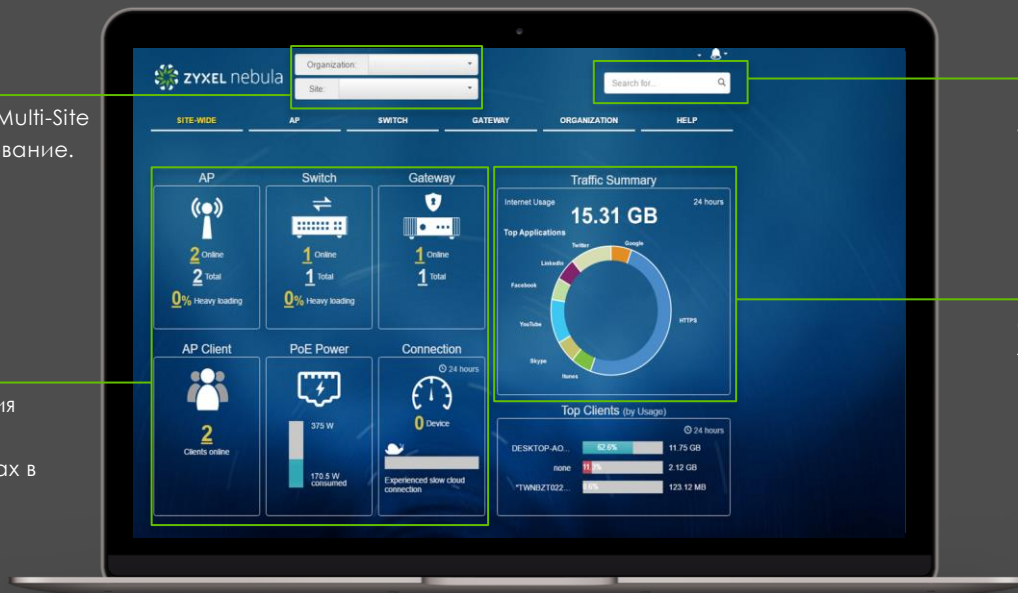 Multi-Site
вание.
ия
ах в
ZYXEL nebula
Organization:
Site:
Search for...
SITE-WIDE AP SWITCH GATEWAY ORGANIZATION HELP
AP
2 Online
2 Total
0% Heavy loading
Switch
1 Online
1 Total
0% Heavy loading
Gateway
1 Online
1 Total
AP Client
2
Clients online
PoE Power
375 W
170.5 W
consumed
Connection
24 hours
0 Device
Experienced slow cloud
connection
Traffic Summary
Internet Usage 24 hours
15.31 GB
Top Applications
Twitter
Google
LinkedIn
Facebook
HTTPS
YouTube
Skype
Itunes
Top Clients (by Usage)
24 hours
DESKTOP-AO... 62.6% 11.75 GB
none 11.3% 2.12 GB
"TWNBZT022... 0.6% 123.12 MB